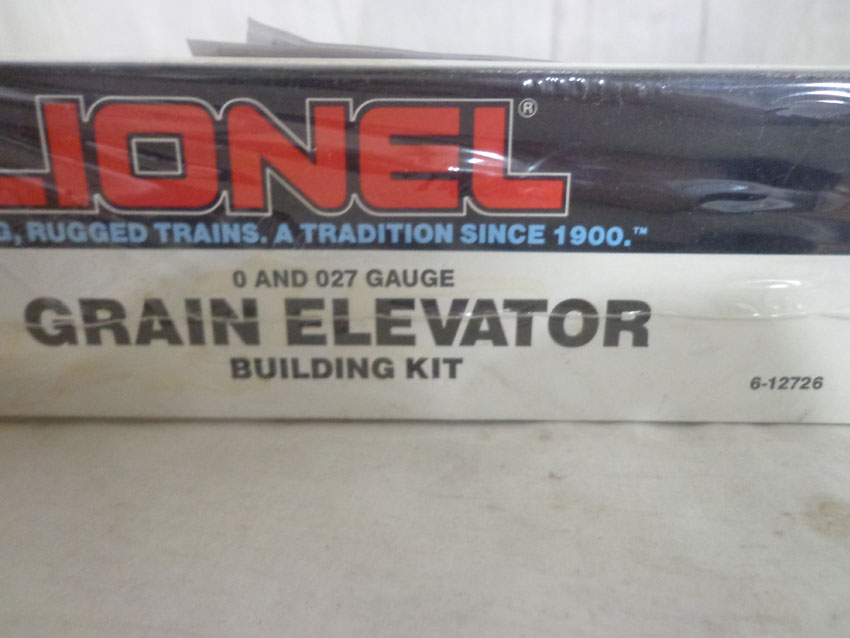 LIONEL®
G, RUGGED TRAINS. A TRADITION SINCE 1900.™
0 AND 027 GAUGE
GRAIN ELEVATOR
BUILDING KIT
6-12726